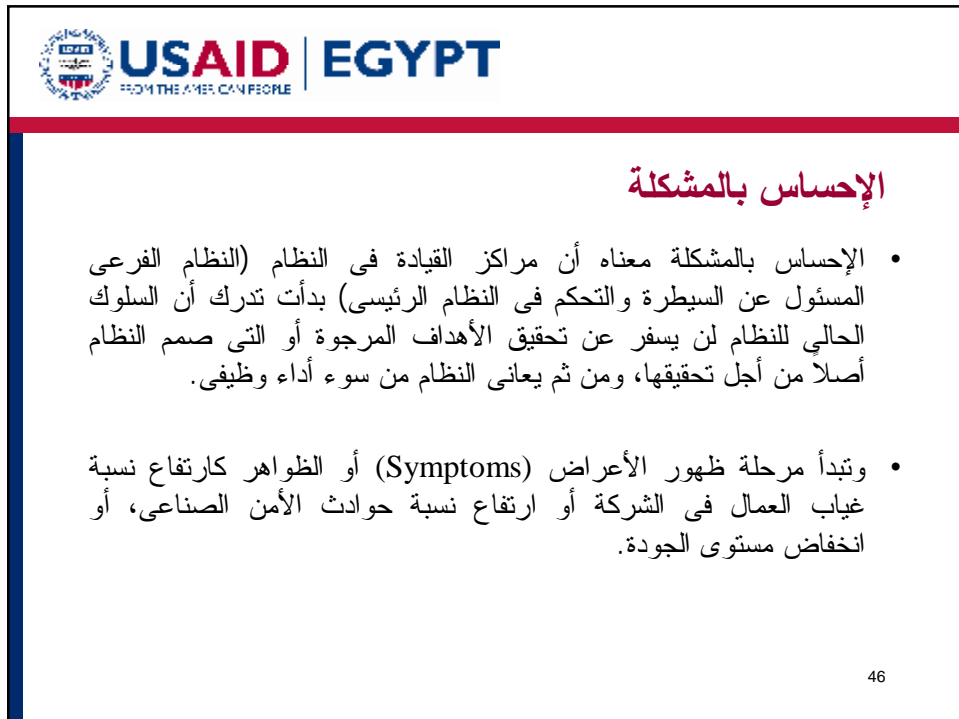 USAID
USAID | EGYPT
FROM THE AMERICAN PEOPLE
الإحساس بالمشكلة
• الإحساس بالمشكلة معناه أن مراكز القيادة فى النظام (النظام الفرعى
المسئول عن السيطرة والتحكم فى النظام الرئيسى) بدأت تدرك أن السلوك
الحالى للنظام لن يسفر عن تحقيق الأهداف المرجوة أو التى صمم النظام
أصلاً من أجل تحقيقها، ومن ثم يعانى النظام من سوء أداء وظيفى.
• وتبدأ مرحلة ظهور الأعراض (Symptoms) أو الظواهر كارتفاع نسبة
غياب العمال فى الشركة أو ارتفاع نسبة حوادث الأمن الصناعى، أو
انخفاض مستوى الجودة.
46